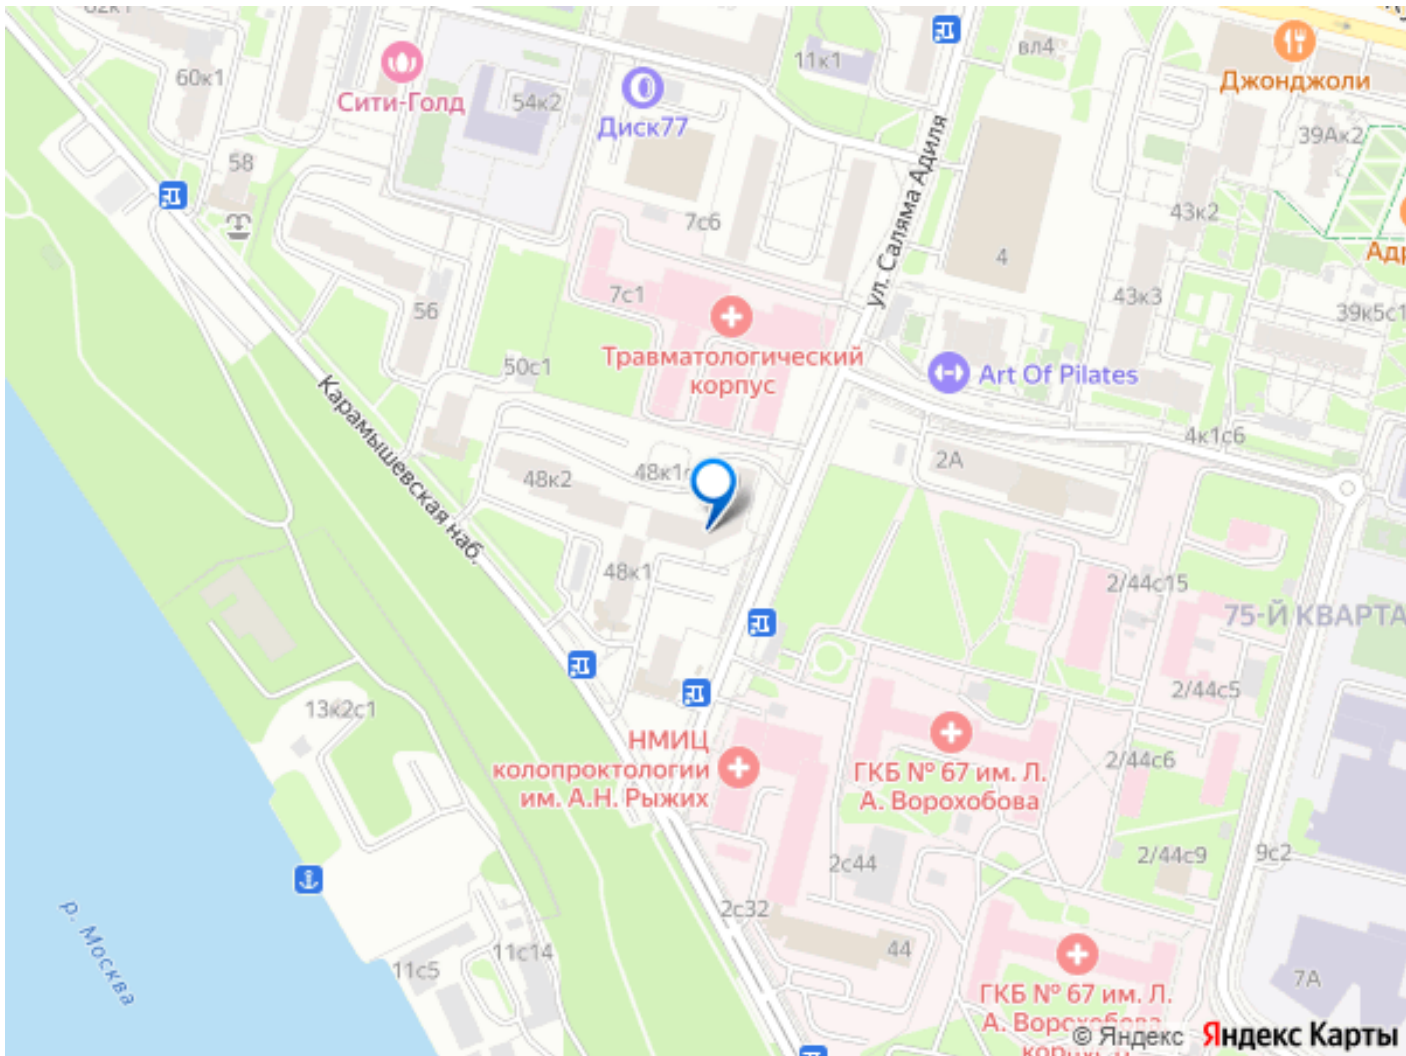 60к1
Сити-Голд
54к2
Диск77
11к1
вл4
Джонджоли
39Ак2
58
7с6
ул. Саляма Адиля
4
43к2
43к3
39к5с1
56
7с1
Травматологический
корпус
50с1
Art Of Pilates
4к1с6
2А
Карамышевская наб.
48к2
48к1
2/44с15
75-Й КВАРТА
2/44с5
13к2с1
НМИЦ
колопроктологии
им. А.Н. Рыжих
ГКБ № 67 им. Л.
А. Ворохобова
2/44с6
2/44с9
9с2
2с44
2с32
44
р. Москва
11с5
11с14
7А
ГКБ № 67 им. Л.
А. Ворохобова
© Яндекс Яндекс Карты